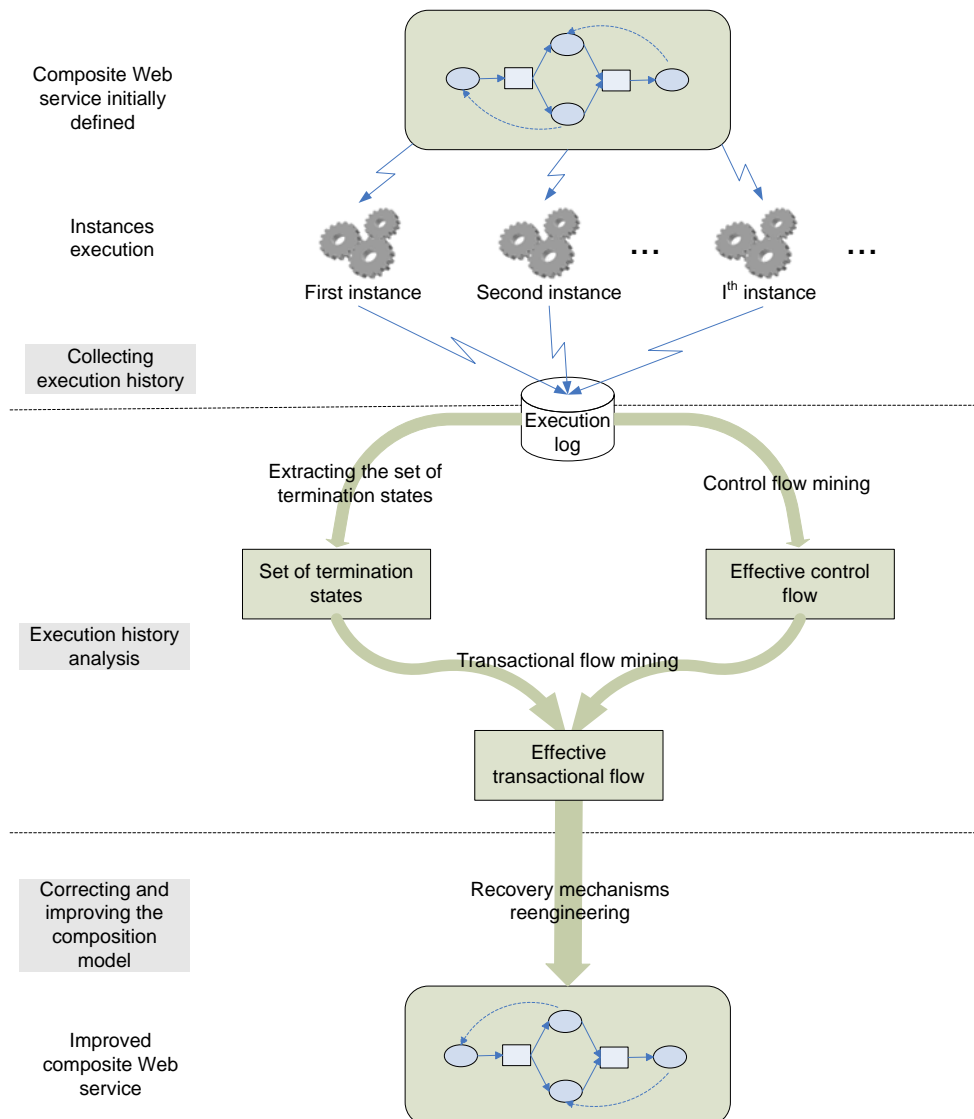 Composite Web
service initially
defined
Instances
execution
... ...
First instance
Second instance
Ith instance
Collecting
execution history
Execution
log
Extracting the set of
termination states
Control flow mining
Set of termination
states
Effective control
flow
Execution history
analysis
Transactional flow mining
Effective
transactional flow
Correcting and
improving the
composition
model
Recovery mechanisms
reengineering
Improved
composite Web
service